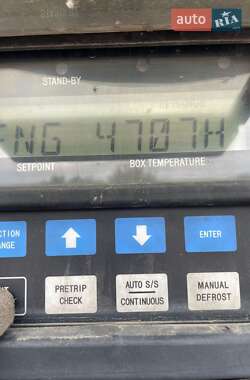 auto RIA
STAND-BY
ENG 4707H
SETPOINT BOX TEMPERATURE
ENTER
PRETRIP
CHECK
AUTO S/S
CONTINUOUS
MANUAL
DEFROST